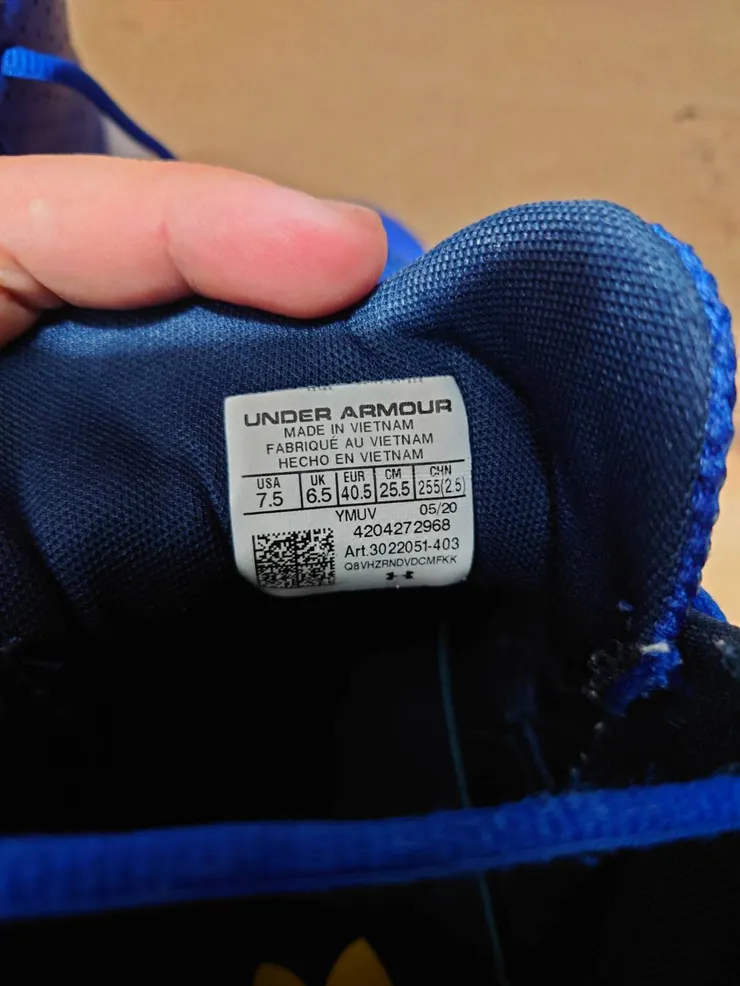 UNDER ARMOUR
MADE IN VIETNAM
FABRIQUÉ AU VIETNAM
HECHO EN VIETNAM
USA UK EUR CM CHN
7.5 6.5 40.5 25.5 255(2.5)
YMUV 05/20
4204272968
Art.3022051-403
Q8VHZRNDVDCMFKK